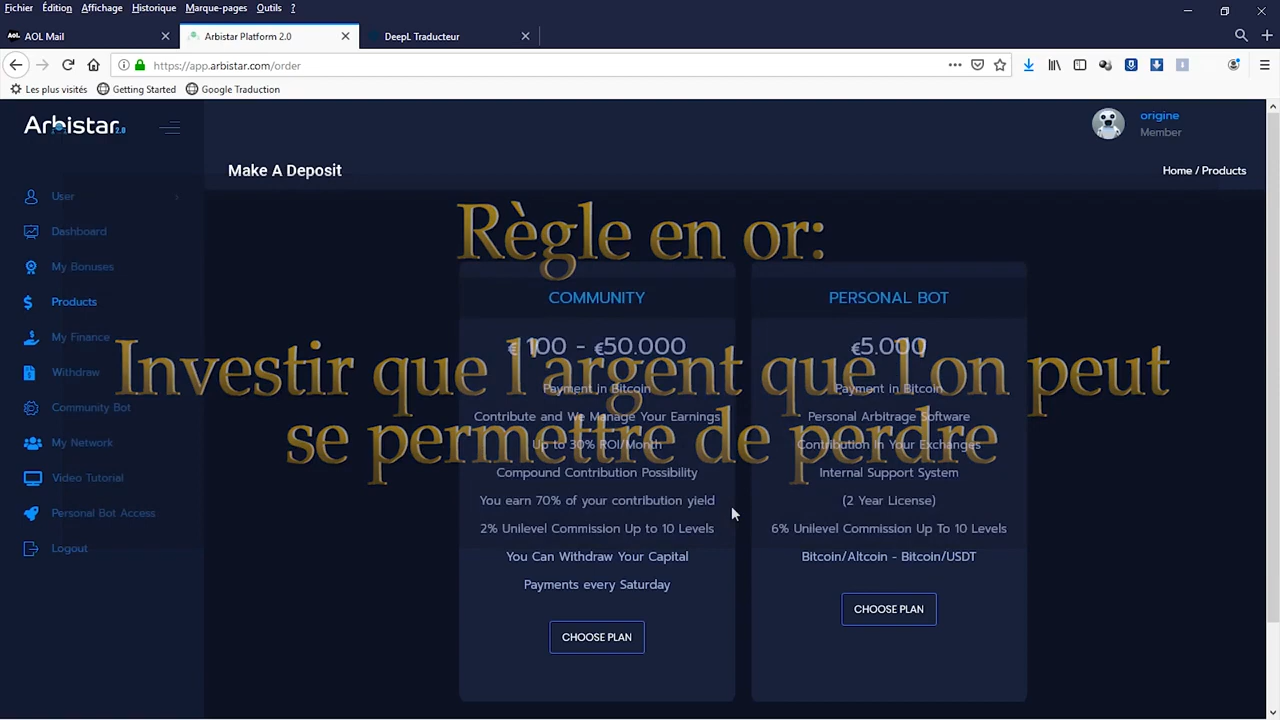 Fichier Édition Affichage Historique Marque-pages Outils ?
AOL Mail
Arbistar Platform 2.0
DeepL Traducteur
https://app.arbistar.com/order
Les plus visités Getting Started Google Traduction
Arbistar 2.0
origine
Member
Make A Deposit
Home / Products
User
Dashboard
My Bonuses
Products
My Finance
Withdraw
Community Bot
My Network
Video Tutorial
Personal Bot Access
Logout
Règle en or:
Investir que l'argent que l'on peut
se permettre de perdre
COMMUNITY
€100 - €50.000
Payment in Bitcoin
Contribute and We Manage Your Earnings
Up to 30% ROI/Month
Compound Contribution Possibility
You earn 70% of your contribution yield
2% Unilevel Commission Up to 10 Levels
You Can Withdraw Your Capital
Payments every Saturday
CHOOSE PLAN
PERSONAL BOT
€5.000
Payment in Bitcoin
Personal Arbitrage Software
Contribution In Your Exchanges
Internal Support System
(2 Year License)
6% Unilevel Commission Up To 10 Levels
Bitcoin/Altcoin - Bitcoin/USDT
CHOOSE PLAN